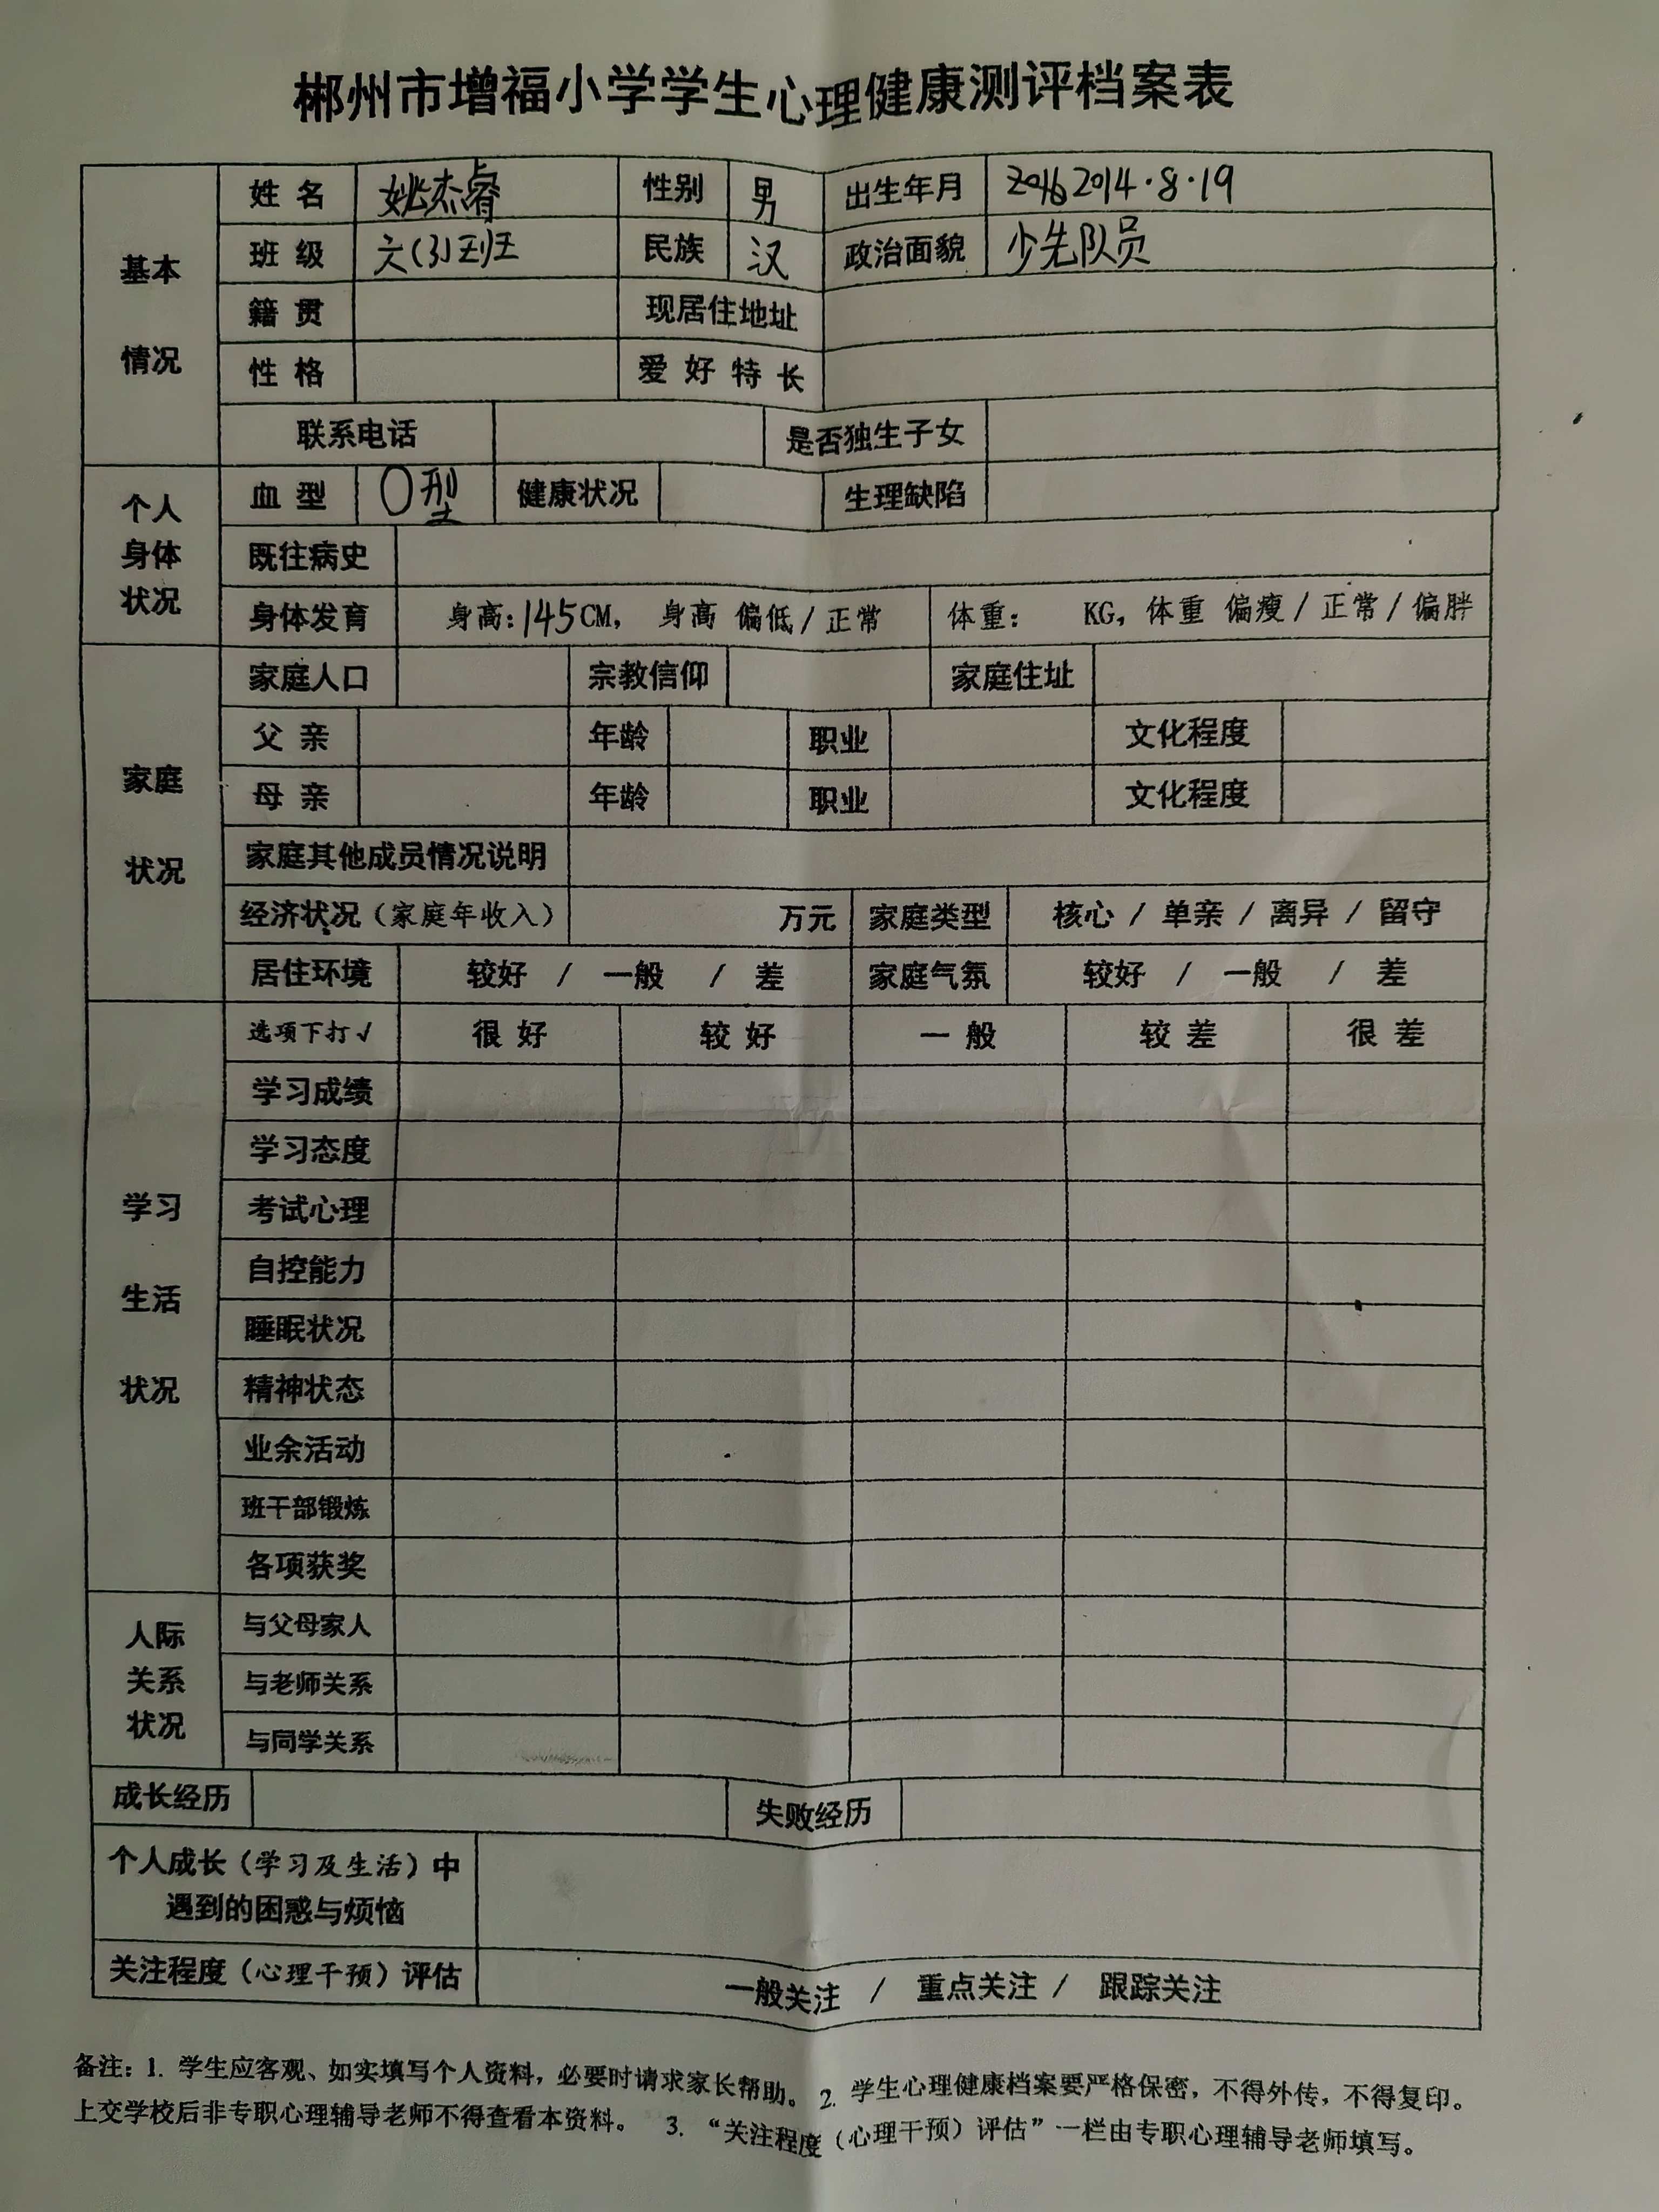 郴州市增福小学学生心理健康测评档案表
基本情况
姓名 姚杰睿 性别 男 出生年月 2014·8·19
班级 六(3)班 民族 汉 政治面貌 少先队员
籍贯 现居住地址
性格 爱好特长
联系电话 是否独生子女
个人身体状况
血型 O型 健康状况 生理缺陷
既往病史
身体发育 身高:145CM, 身高 偏低/正常 体重: KG, 体重 偏瘦/正常/偏胖
家庭状况
家庭人口 宗教信仰 家庭住址
父亲 年龄 职业 文化程度
母亲 年龄 职业 文化程度
家庭其他成员情况说明
经济状况(家庭年收入) 万元 家庭类型 核心 / 单亲 / 离异 / 留守
居住环境 较好 / 一般 / 差 家庭气氛 较好 / 一般 / 差
学习生活状况
选项下打√ 很好 较好 一般 较差 很差
学习成绩
学习态度
考试心理
自控能力
睡眠状况
精神状态
业余活动
班干部锻炼
各项获奖
人际关系状况
与父母家人
与老师关系
与同学关系
成长经历 失败经历
个人成长(学习及生活)中
遇到的困惑与烦恼
关注程度(心理干预)评估 一般关注 / 重点关注 / 跟踪关注
备注:1. 学生应客观、如实填写个人资料,必要时请求家长帮助。 2. 学生心理健康档案要严格保密,不得外传,不得复印。
上交学校后非专职心理辅导老师不得查看本资料。 3. “关注程度(心理干预)评估”一栏由专职心理辅导老师填写。